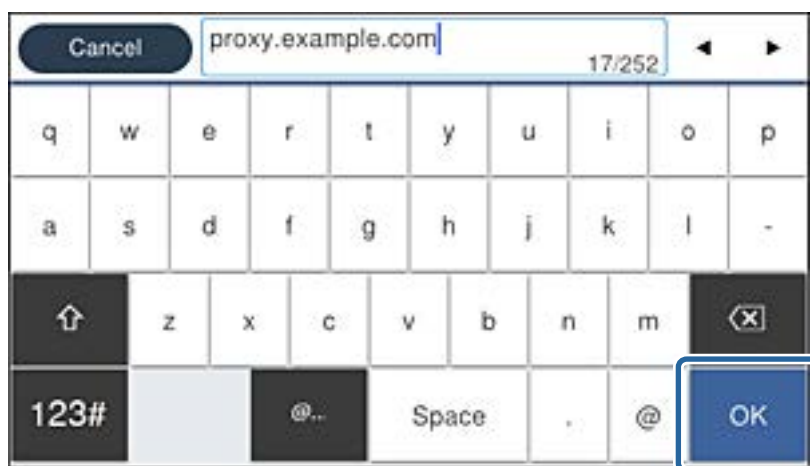 Cancel
proxy.example.com
17/252
q w e r t y u i o p
a s d f g h j k l -
z x c v b n m
123# @... Space . @ OK